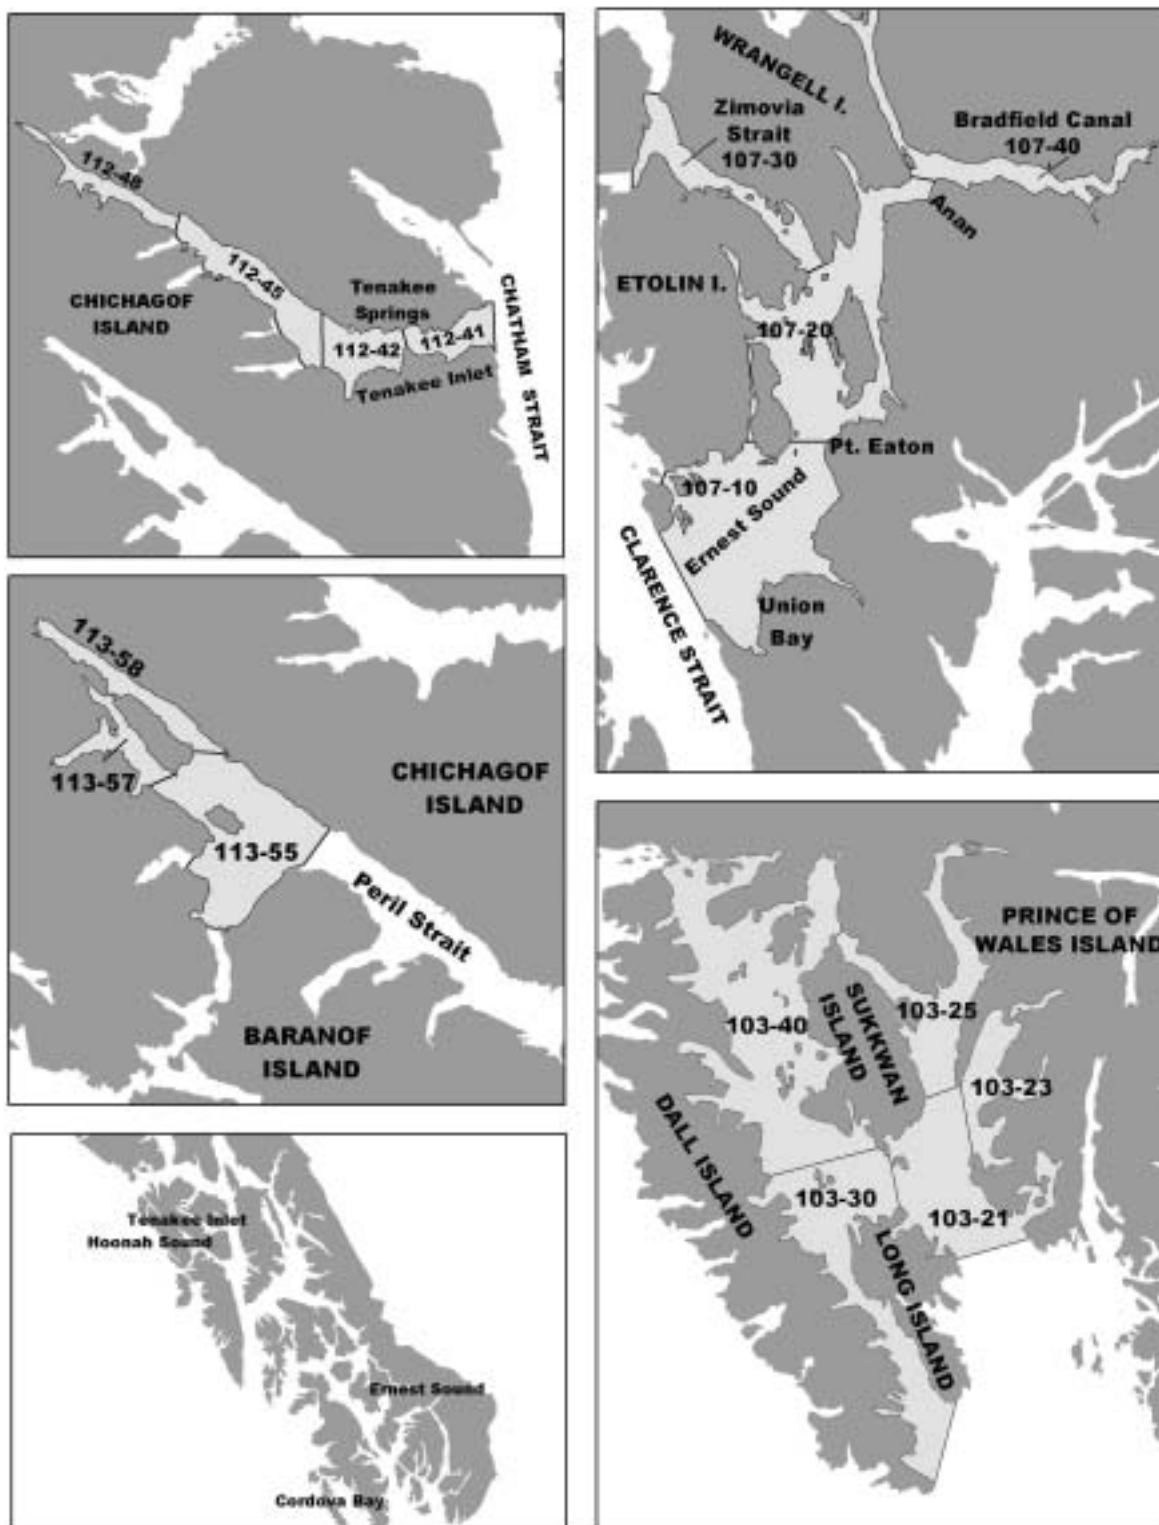 112-48
112-45
CHICHAGOF
ISLAND
Tenakee
Springs
112-42
112-41
Tenakee Inlet
CHATHAM STRAIT
WRANGELL I.
Zimovia
Strait
107-30
Bradfield Canal
107-40
Anan
ETOLIN I.
107-20
Pt. Eaton
107-10
Ernest Sound
CLARENCE STRAIT
Union
Bay
113-58
113-57
CHICHAGOF
ISLAND
113-55
Peril Strait
BARANOF
ISLAND
PRINCE OF
WALES ISLAND
103-40
SUKKWAN
ISLAND
103-25
103-23
DALL ISLAND
103-30
103-21
LONG ISLAND
Tenakee Inlet
Hoonah Sound
Ernest Sound
Cordova Bay